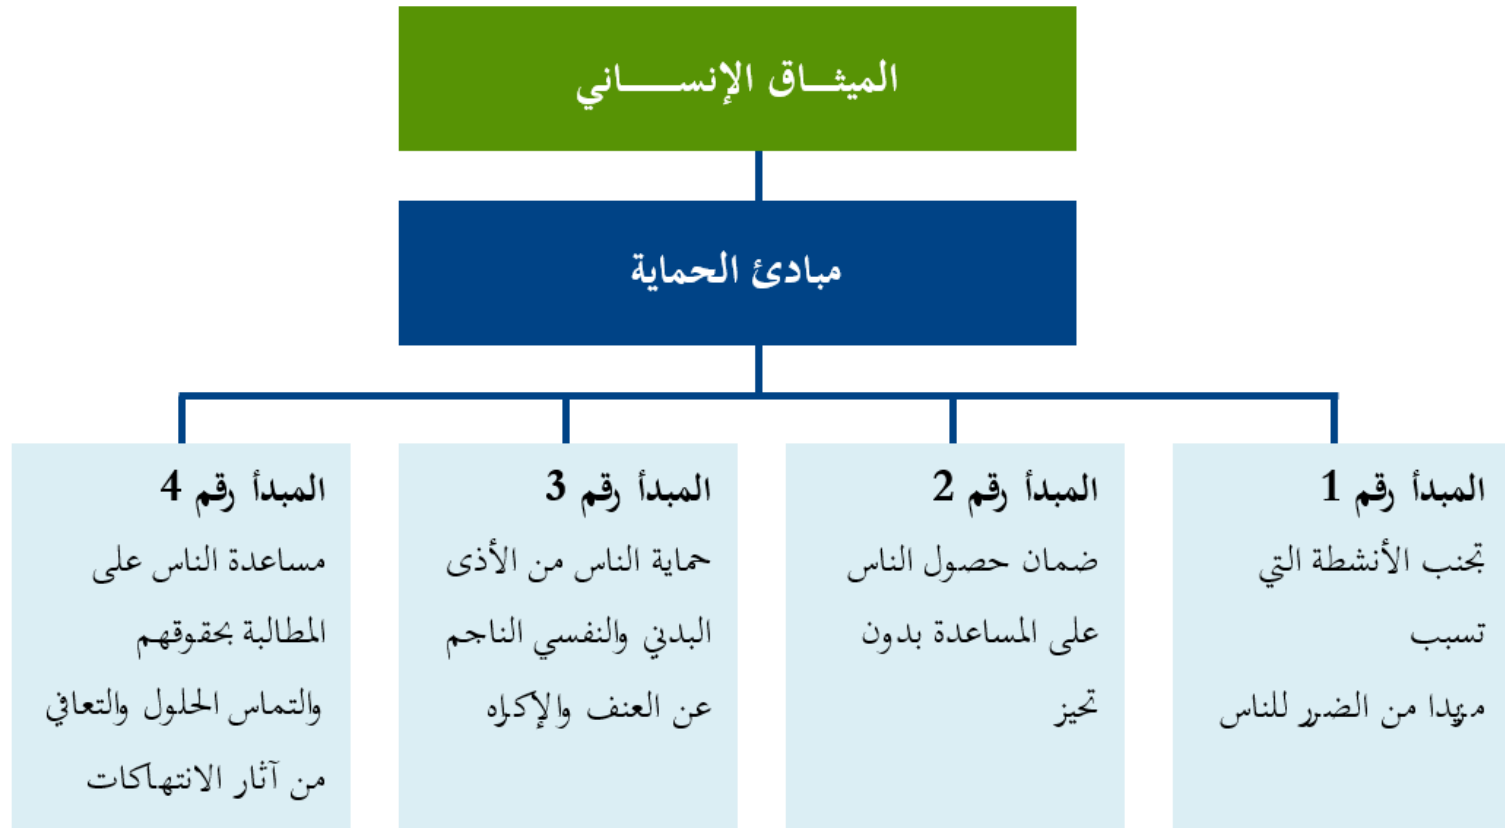 الميثـــاق الإنســــــاني
مبادئ الحماية
المبدأ رقم 1
تجنب الأنشطة التي
تسبب
مزيدا من الضرر للناس
المبدأ رقم 2
ضمان حصول الناس
على المساعدة بدون
تحيز
المبدأ رقم 3
حماية الناس من الأذى
البدني والنفسي الناجم
عن العنف والإكراه
المبدأ رقم 4
مساعدة الناس على
المطالبة بحقوقهم
والتماس الحلول والتعافي
من آثار الانتهاكات